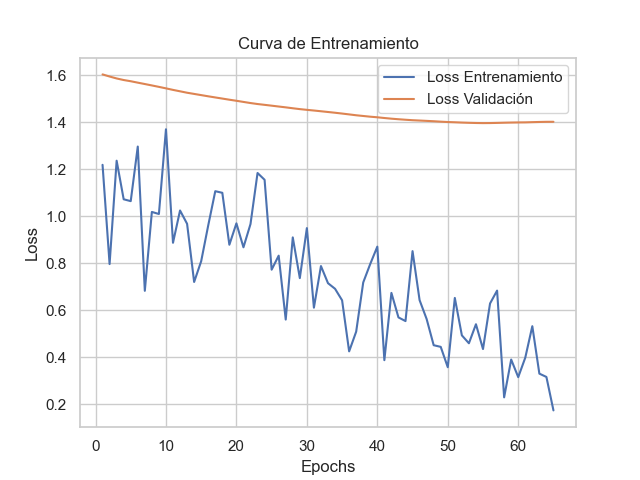 Curva de Entrenamiento
Loss Entrenamiento
Loss Validación
Loss
1.6
1.4
1.2
1.0
0.8
0.6
0.4
0.2
0 10 20 30 40 50 60
Epochs